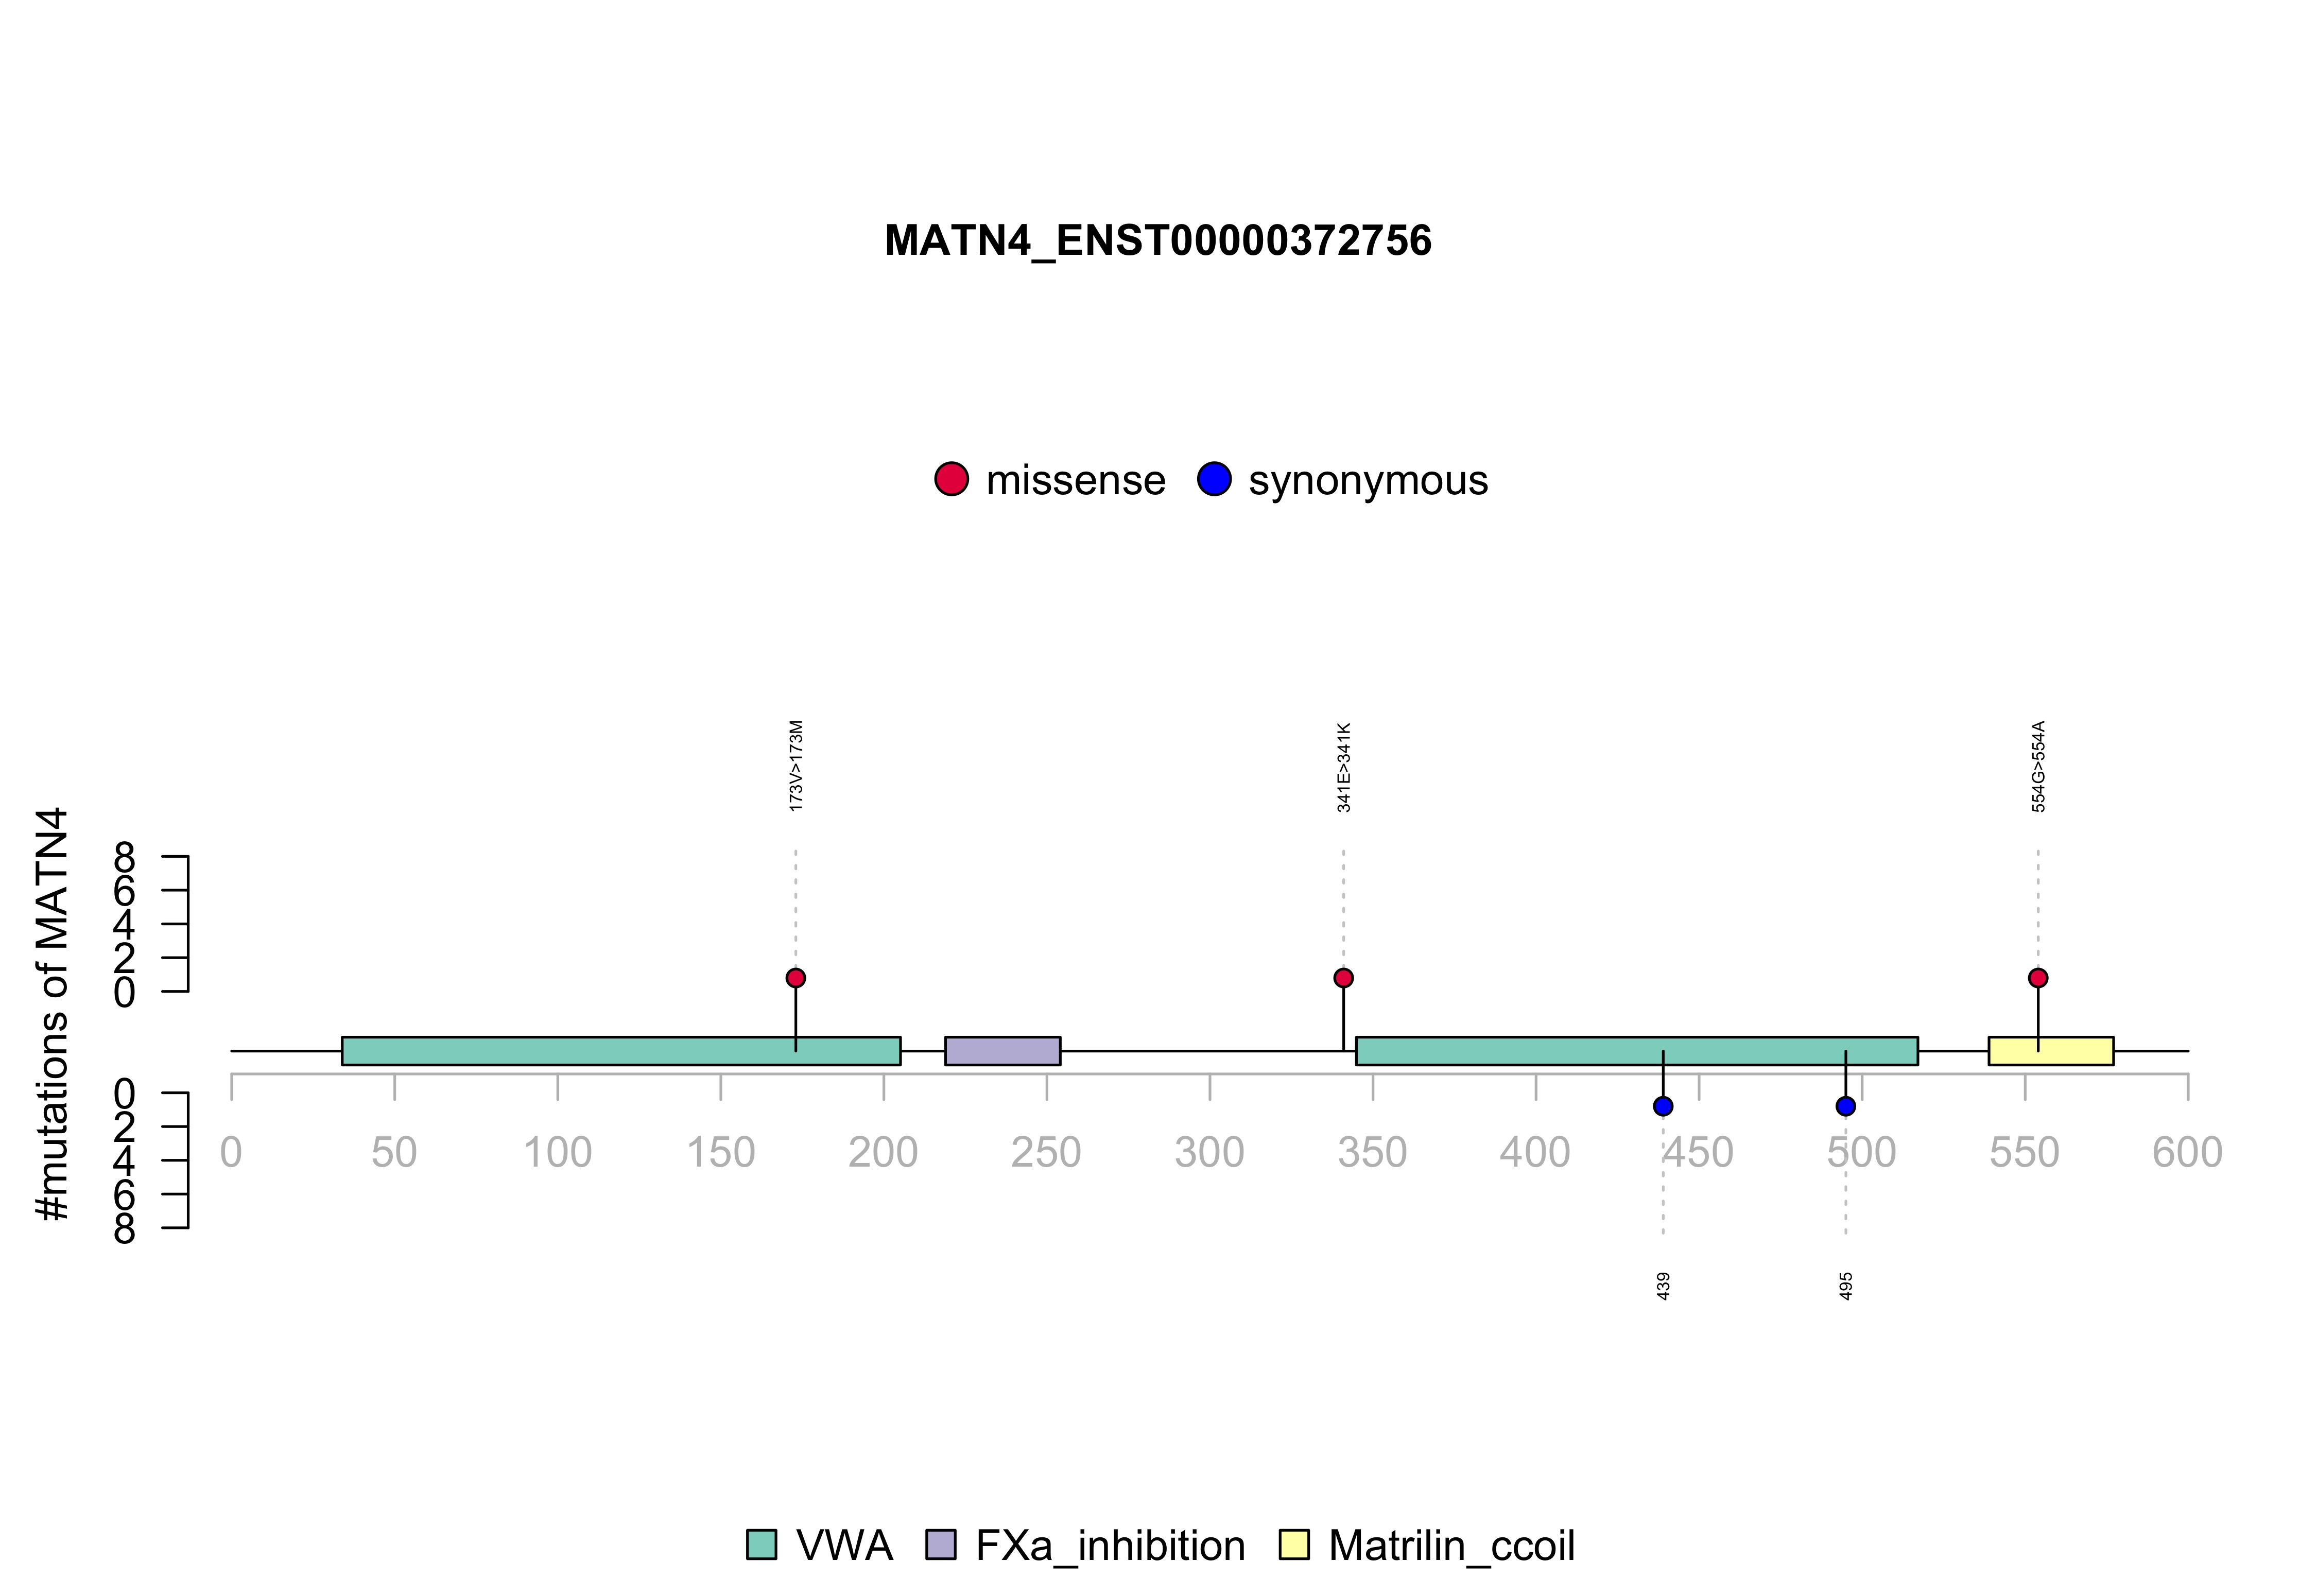 MATN4_ENST00000372756
missense synonymous
173V>173M 341E>341K 554G>554A
#mutations of MATN4
8
6
4
2
0
0
2
4
6
8
0 50 100 150 200 250 300 350 400 450 500 550 600
439 495
VWA FXa_inhibition Matrilin_ccoil